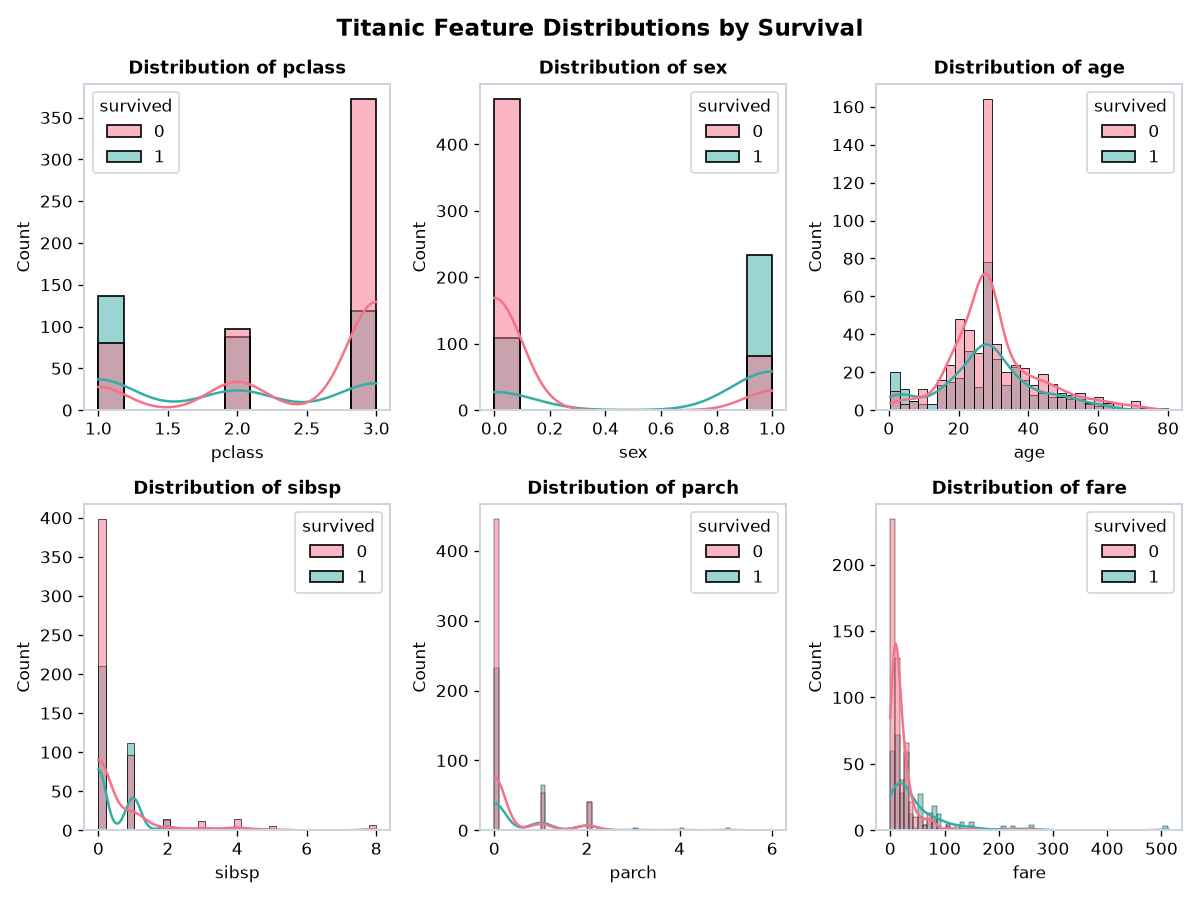 Titanic Feature Distributions by Survival
Distribution of pclass
survived
0
1
350
300
250
200
150
100
50
0
Count
1.0 1.5 2.0 2.5 3.0
pclass
Distribution of sex
survived
0
1
400
300
200
100
0
Count
0.0 0.2 0.4 0.6 0.8 1.0
sex
Distribution of age
survived
0
1
160
140
120
100
80
60
40
20
0
Count
0 20 40 60 80
age
Distribution of sibsp
survived
0
1
400
350
300
250
200
150
100
50
0
Count
0 2 4 6 8
sibsp
Distribution of parch
survived
0
1
400
300
200
100
0
Count
0 2 4 6
parch
Distribution of fare
survived
0
1
200
150
100
50
0
Count
0 100 200 300 400 500
fare